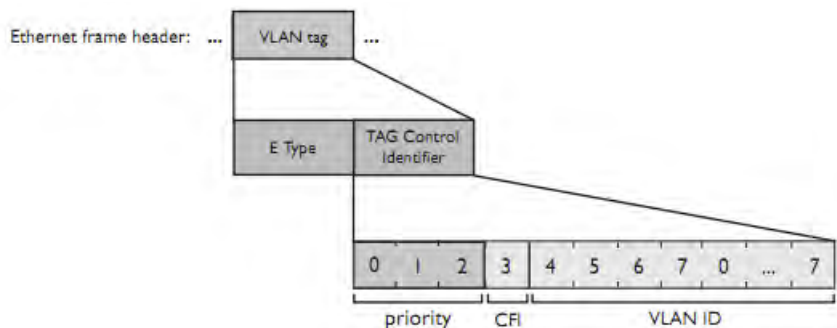 Ethernet frame header: ... VLAN tag ...
E Type TAG Control
Identifier
0 1 2 3 4 5 6 7 0 ... 7
priority CFI VLAN ID